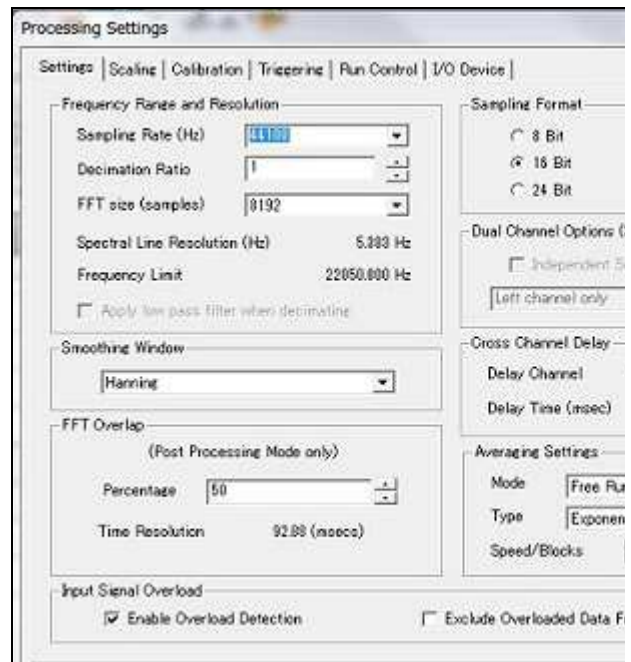 Processing Settings
Settings | Scaling | Calibration | Triggering | Run Control | I/O Device |
Frequency Range and Resolution
Sampling Rate (Hz) 44100
Decimation Ratio 1
FFT size (samples) 8192
Spectral Line Resolution (Hz) 5.383 Hz
Frequency Limit 22050.000 Hz
Apply low pass filter when decimating
Smoothing Window
Hanning
FFT Overlap
(Post Processing Mode only)
Percentage 50
Time Resolution 92.88 (msecs)
Sampling Format
8 Bit
16 Bit
24 Bit
Dual Channel Options (
Independent S
Left channel only
Cross Channel Delay
Delay Channel
Delay Time (msec)
Averaging Settings
Mode Free Ru
Type Exponen
Speed/Blocks
Input Signal Overload
Enable Overload Detection
Exclude Overloaded Data F